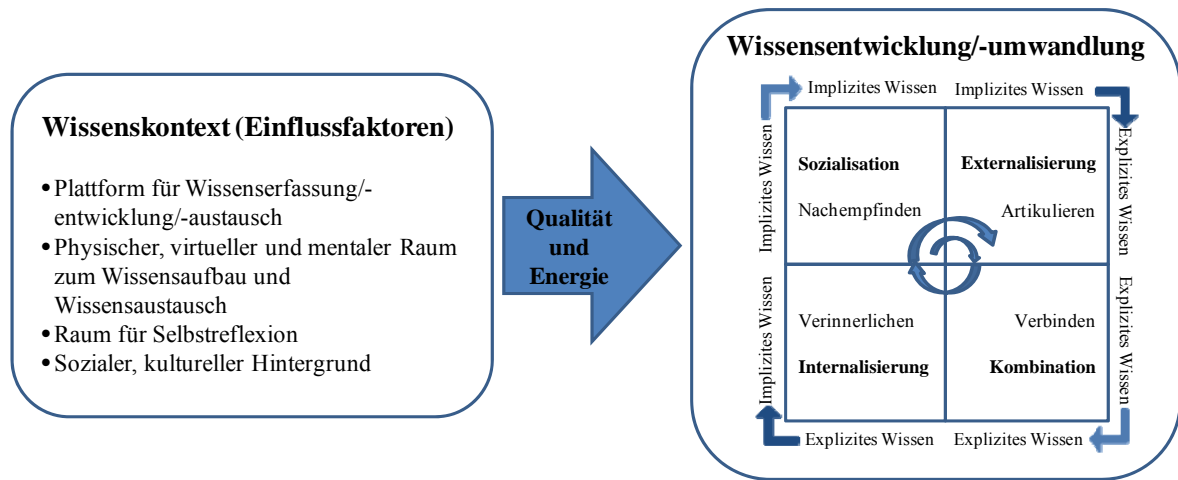 Wissenskontext (Einflussfaktoren)
• Plattform für Wissenserfassung/-
entwicklung/-austausch
• Physischer, virtueller und mentaler Raum
zum Wissensaufbau und
Wissensaustausch
• Raum für Selbstreflexion
• Sozialer, kultureller Hintergrund
Qualität
und
Energie
Wissensentwicklung/-umwandlung
Implizites Wissen
Implizites Wissen
Implizites Wissen
Explizites Wissen
Sozialisation
Externalisierung
Nachempfinden
Artikulieren
Implizites Wissen
Explizites Wissen
Verinnerlichen
Verbinden
Internalisierung
Kombination
Explizites Wissen
Explizites Wissen